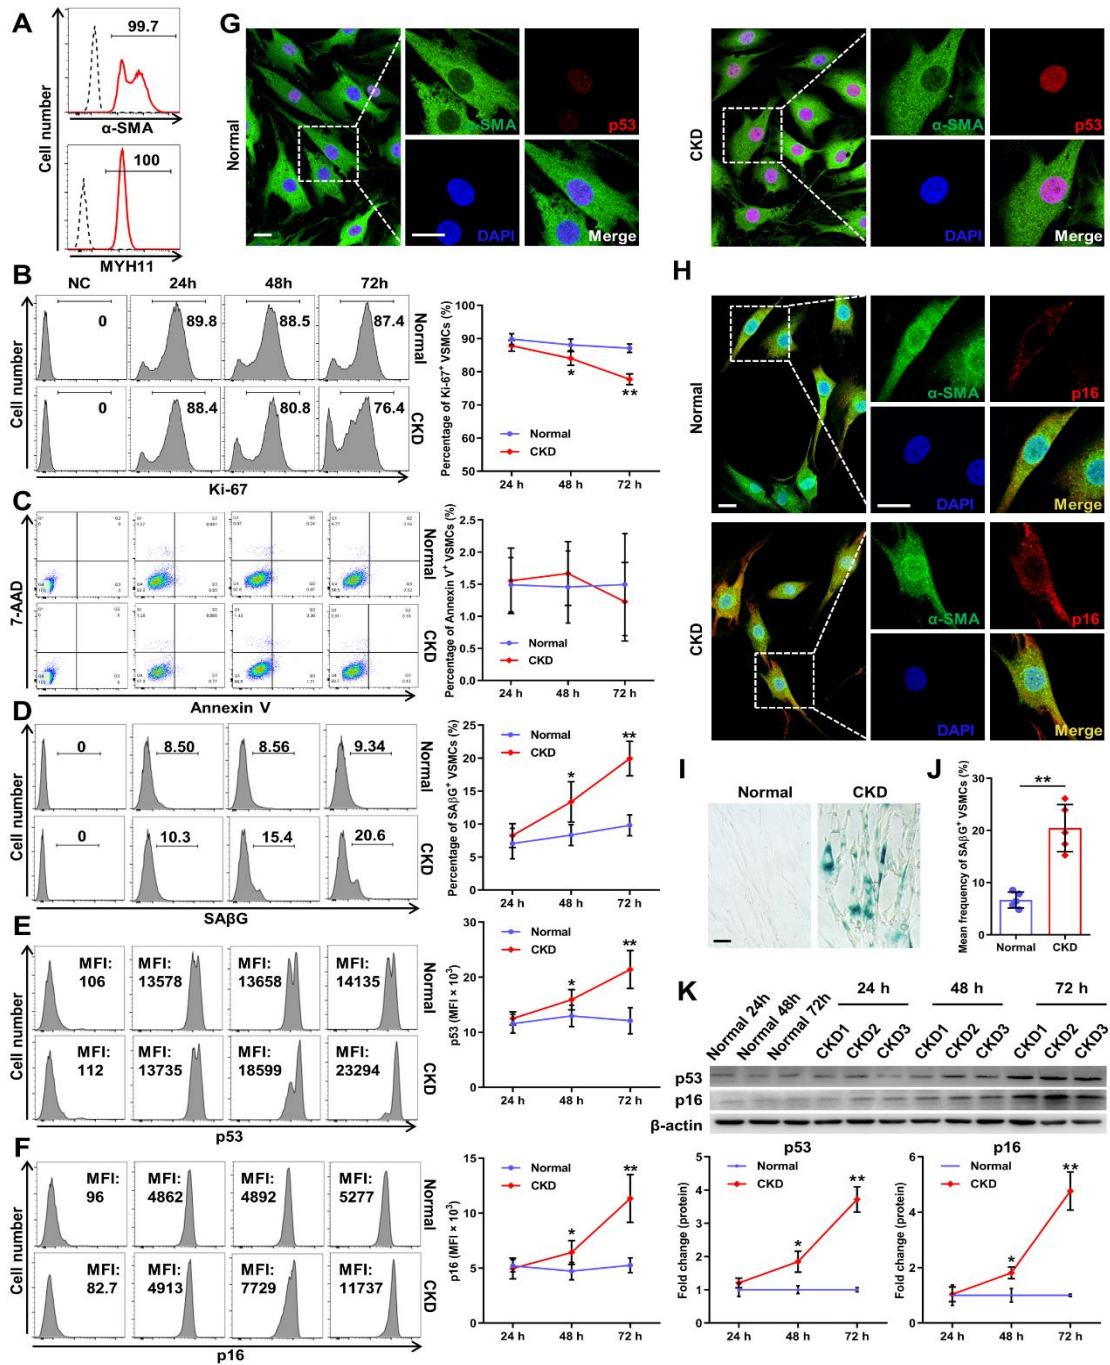 A
99.7
Cell number
α-SMA
100
MYH11
G
Normal
α-SMA
p53
DAPI
Merge
CKD
α-SMA
p53
DAPI
Merge
B
NC
24h
48h
72h
0
89.8
88.5
87.4
Normal
0
88.4
80.8
76.4
CKD
Cell number
Ki-67
Percentage of Ki-67⁺ VSMCs (%)
100
90
80
70
60
50
*
**
Normal
CKD
24 h
48 h
72 h
C
7-AAD
Normal
CKD
Annexin V
Percentage of Annexin V⁺ VSMCs (%)
2.5
2.0
1.5
1.0
0.5
0.0
Normal
CKD
24 h
48 h
72 h
D
0
8.50
8.56
9.34
Normal
0
10.3
15.4
20.6
CKD
Cell number
SAβG
Percentage of SAβG⁺ VSMCs (%)
25
20
15
10
5
0
Normal
CKD
*
**
24 h
48 h
72 h
E
MFI:
106
MFI:
13578
MFI:
13658
MFI:
14135
Normal
MFI:
112
MFI:
13735
MFI:
18599
MFI:
23294
CKD
Cell number
p53
p53 (MFI × 10³)
30
20
10
0
Normal
CKD
*
**
24 h
48 h
72 h
F
MFI:
96
MFI:
4862
MFI:
4892
MFI:
5277
Normal
MFI:
82.7
MFI:
4913
MFI:
7729
MFI:
11737
CKD
Cell number
p16
p16 (MFI × 10³)
15
10
5
0
Normal
CKD
*
**
24 h
48 h
72 h
H
Normal
α-SMA
p16
DAPI
Merge
CKD
α-SMA
p16
DAPI
Merge
I
Normal
CKD
J
Mean frequency of SAβG⁺ VSMCs (%)
30
20
10
0
**
Normal
CKD
K
24 h
48 h
72 h
Normal 24h
Normal 48h
Normal 72h
CKD1
CKD2
CKD3
CKD1
CKD2
CKD3
CKD1
CKD2
CKD3
p53
p16
β-actin
p53
Fold change (protein)
5
4
3
2
1
0
Normal
CKD
*
**
24 h
48 h
72 h
p16
Fold change (protein)
6
4
2
0
Normal
CKD
*
**
24 h
48 h
72 h